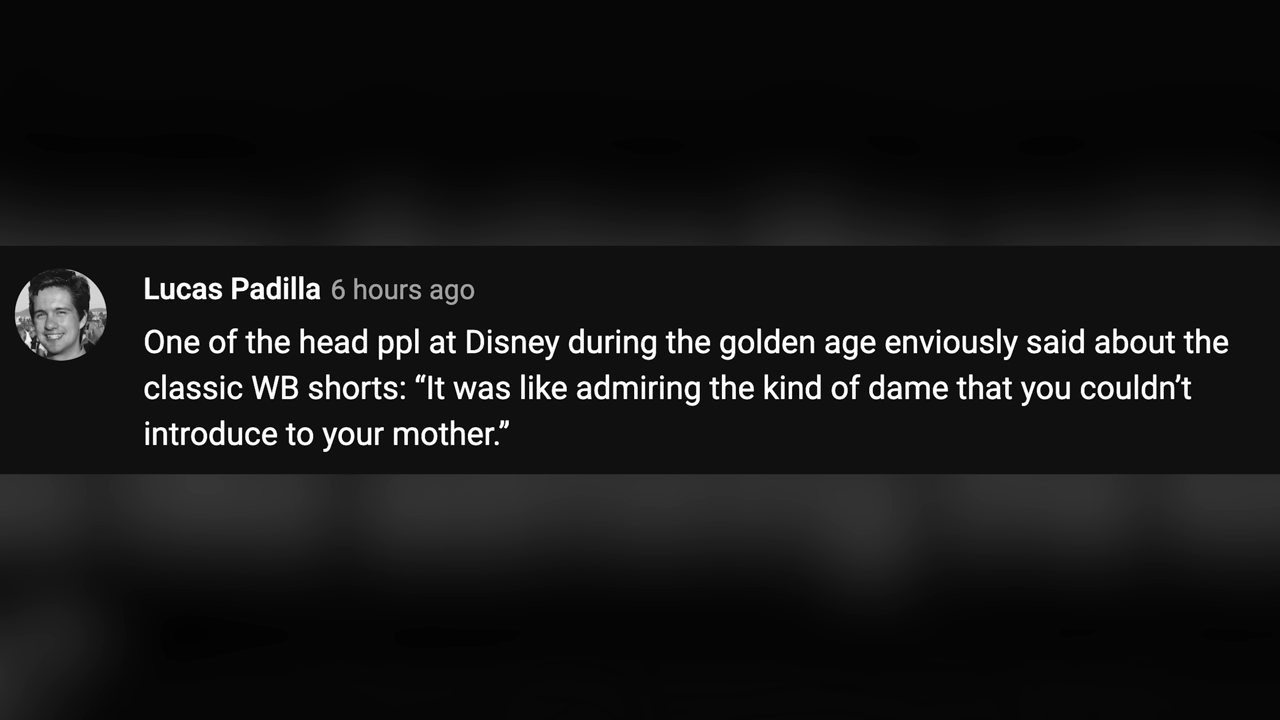 Lucas Padilla 6 hours ago
One of the head ppl at Disney during the golden age enviously said about the
classic WB shorts: “It was like admiring the kind of dame that you couldn’t
introduce to your mother.”